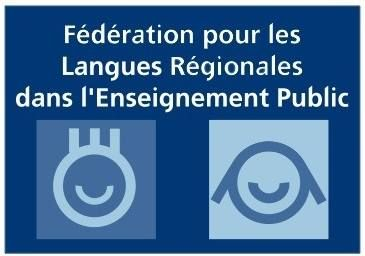 Fédération pour les
Langues Régionales
dans l'Enseignement Public